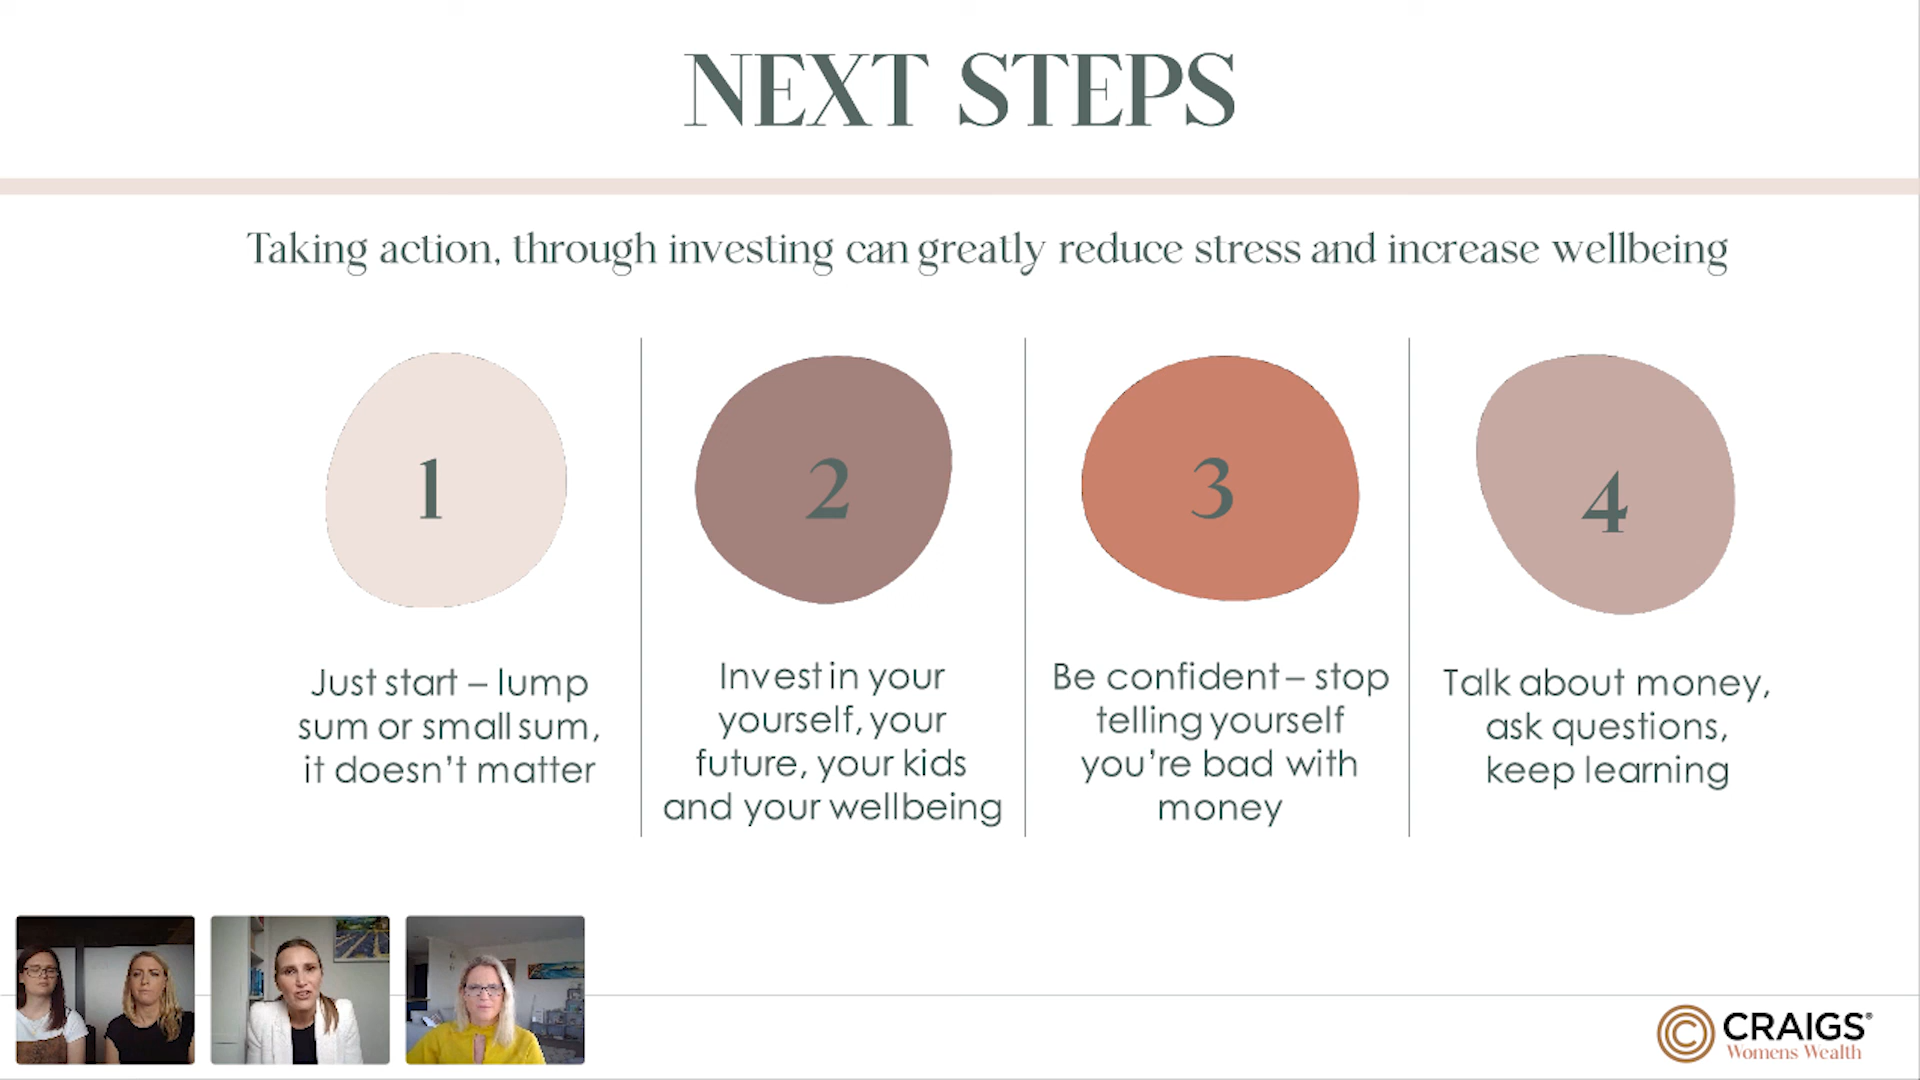 NEXT STEPS
Taking action, through investing can greatly reduce stress and increase wellbeing
1
Just start – lump
sum or small sum,
it doesn't matter
2
Invest in your
yourself, your
future, your kids
and your wellbeing
3
Be confident – stop
telling yourself
you're bad with
money
4
Talk about money,
ask questions,
keep learning
CRAIGS®
Womens Wealth